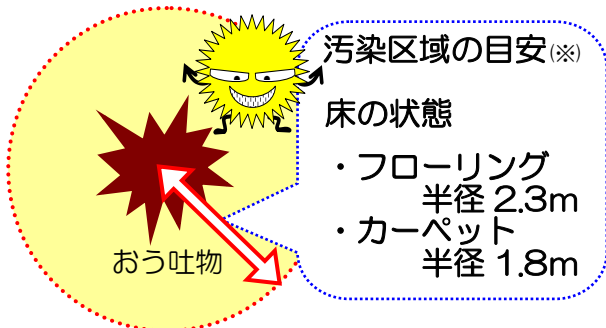 汚染区域の目安(※)
床の状態
・フローリング
半径 2.3m
・カーペット
半径 1.8m
おう吐物